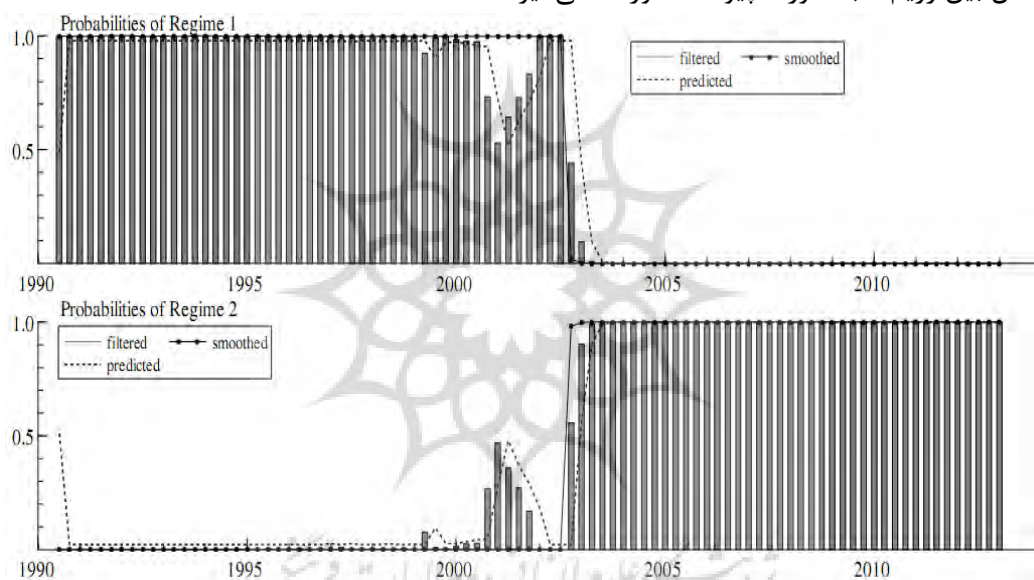 Probabilities of Regime 1
1.0
0.5
filtered smoothed
predicted
1990 1995 2000 2005 2010
Probabilities of Regime 2
1.0
0.5
filtered smoothed
predicted
1990 1995 2000 2005 2010